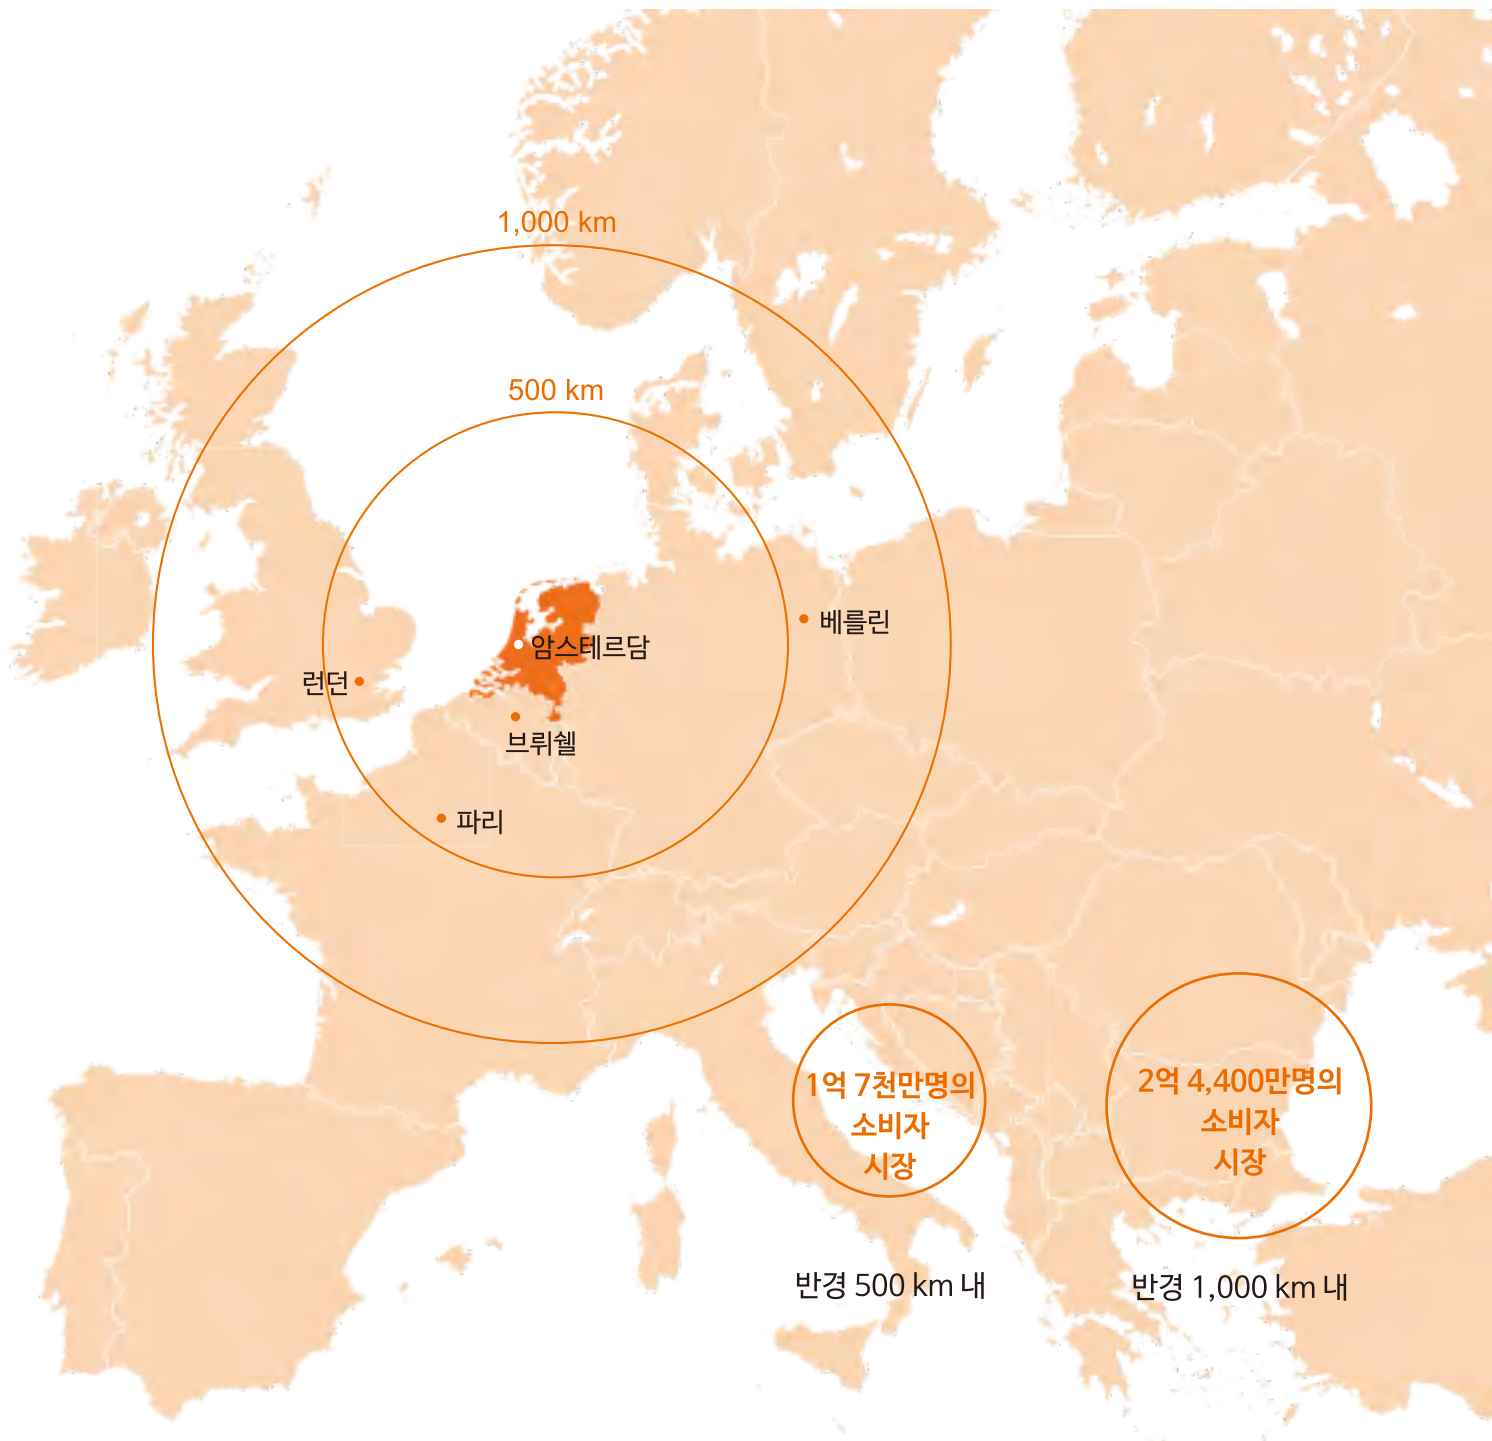 1,000 km
500 km
베를린
암스테르담
런던
브뤼쉘
파리
1억 7천만명의
소비자
시장
2억 4,400만명의
소비자
시장
반경 500 km 내
반경 1,000 km 내